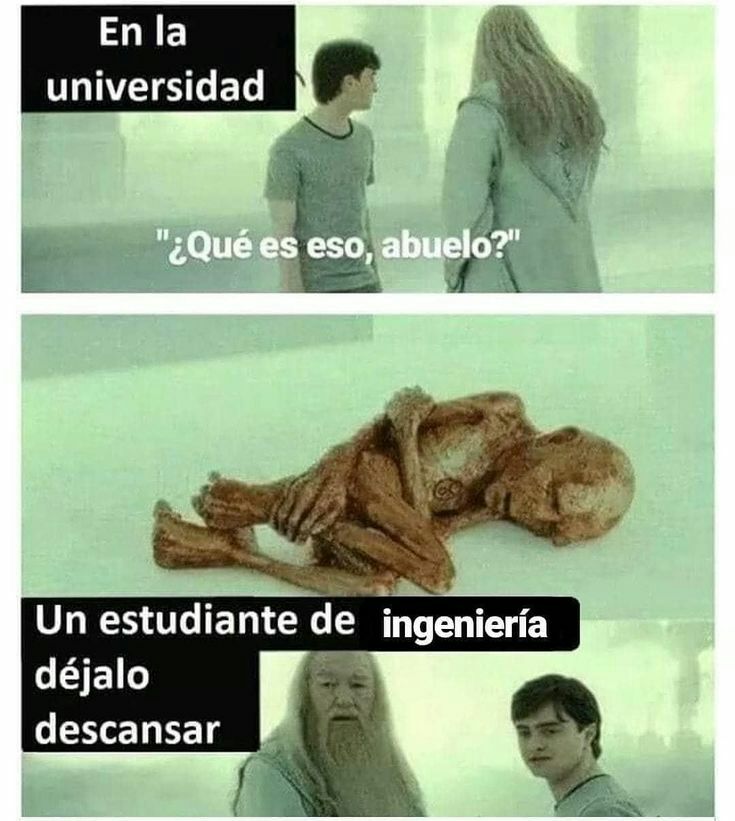 En la
universidad
"¿Qué es eso, abuelo?"
Un estudiante de ingeniería
déjalo
descansar